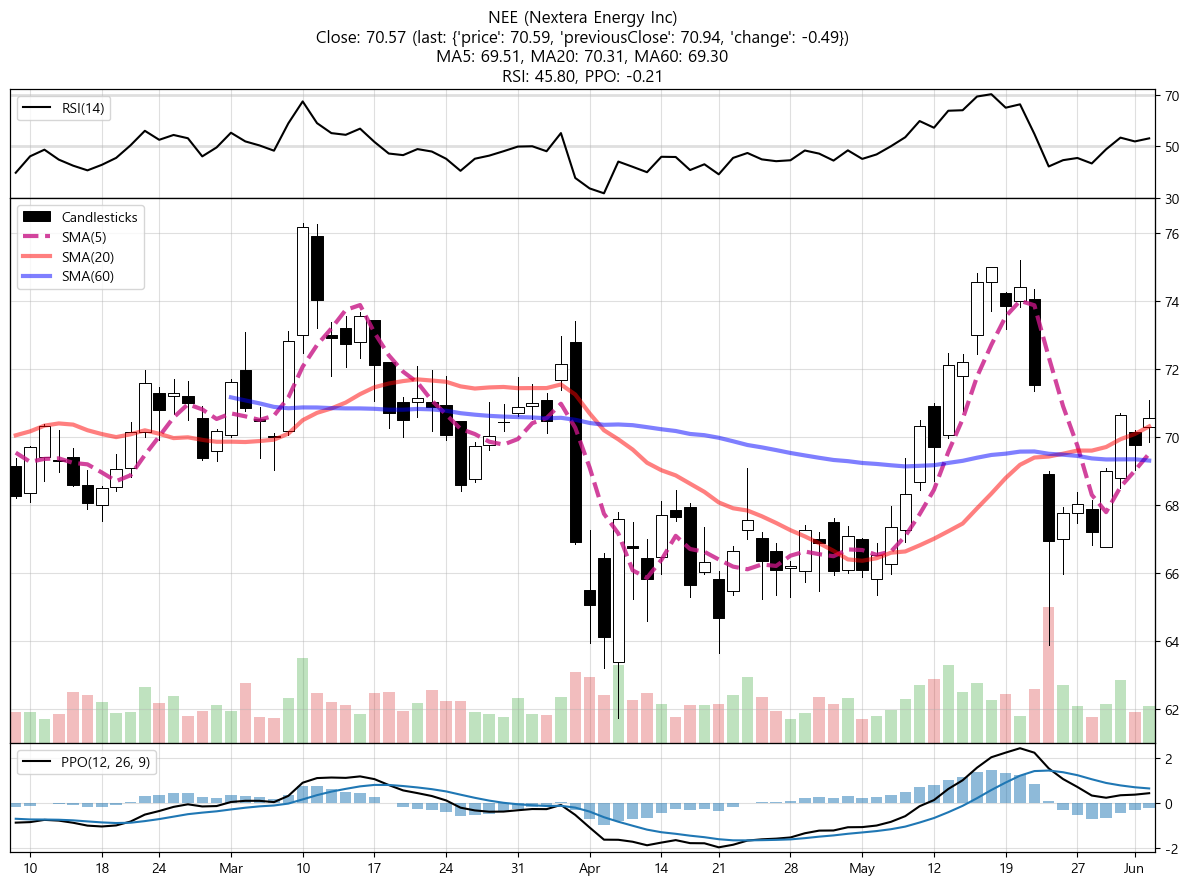 NEE (Nextera Energy Inc)
Close: 70.57 (last: {'price': 70.59, 'previousClose': 70.94, 'change': -0.49})
MA5: 69.51, MA20: 70.31, MA60: 69.30
RSI: 45.80, PPO: -0.21
RSI(14)
70
50
30
Candlesticks
SMA(5)
SMA(20)
SMA(60)
76
74
72
70
68
66
64
62
PPO(12, 26, 9)
2
0
-2
10 18 24 Mar 10 17 24 31 Apr 14 21 28 May 12 19 27 Jun